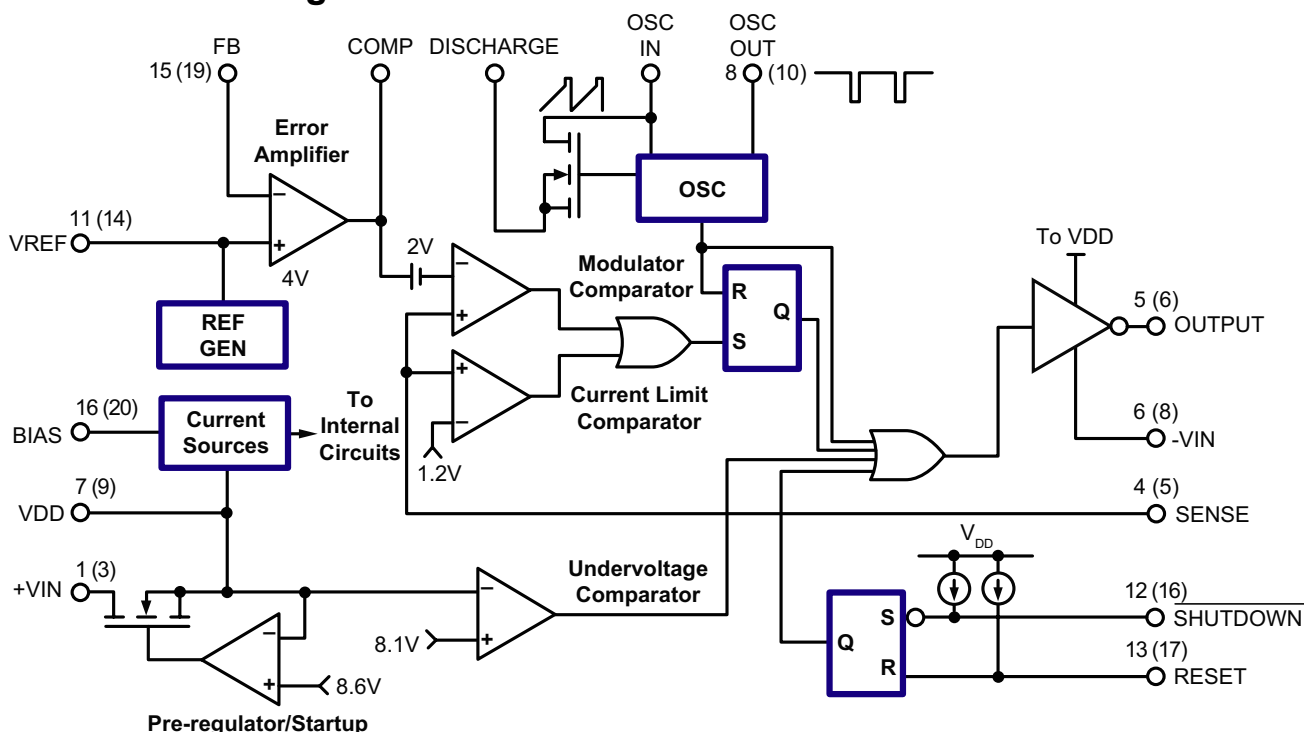 FB
15 (19)
COMP
DISCHARGE
OSC
IN
OSC
OUT
8 (10)
Error
Amplifier
−
+
4V
11 (14)
VREF
REF
GEN
2V
−
+
Modulator
Comparator
OSC
R
S
Q
To VDD
5 (6)
OUTPUT
16 (20)
BIAS
Current
Sources
To
Internal
Circuits
+
−
1.2V
Current Limit
Comparator
6 (8)
-VIN
7 (9)
VDD
4 (5)
SENSE
1 (3)
+VIN
−
+
8.6V
Pre-regulator/Startup
8.1V
−
+
Undervoltage
Comparator
VDD
S
Q
R
12 (16)
SHUTDOWN
13 (17)
RESET